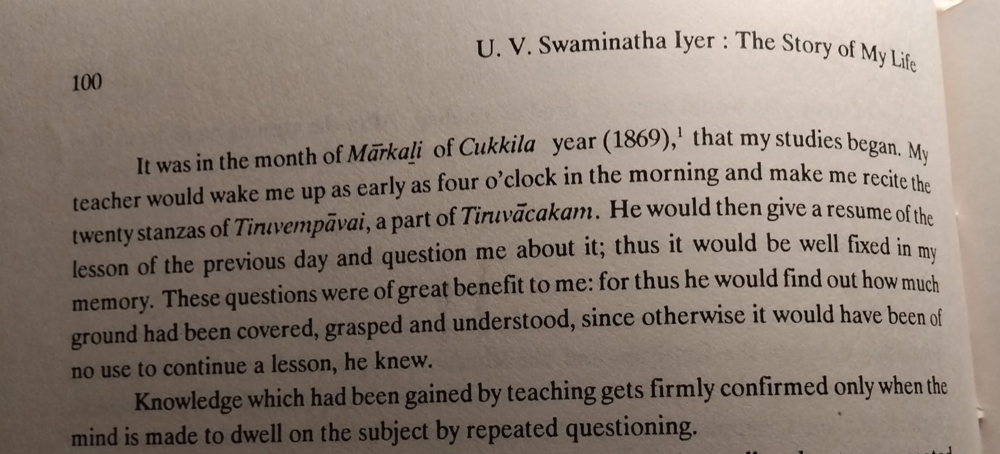 U. V. Swaminatha Iyer : The Story of My Life
100
It was in the month of Mārkaḻi of Cukkila year (1869),¹ that my studies began. My
teacher would wake me up as early as four o’clock in the morning and make me recite the
twenty stanzas of Tiruvempāvai, a part of Tiruvācakam. He would then give a resume of the
lesson of the previous day and question me about it; thus it would be well fixed in my
memory. These questions were of great benefit to me: for thus he would find out how much
ground had been covered, grasped and understood, since otherwise it would have been of
no use to continue a lesson, he knew.
Knowledge which had been gained by teaching gets firmly confirmed only when the
mind is made to dwell on the subject by repeated questioning.